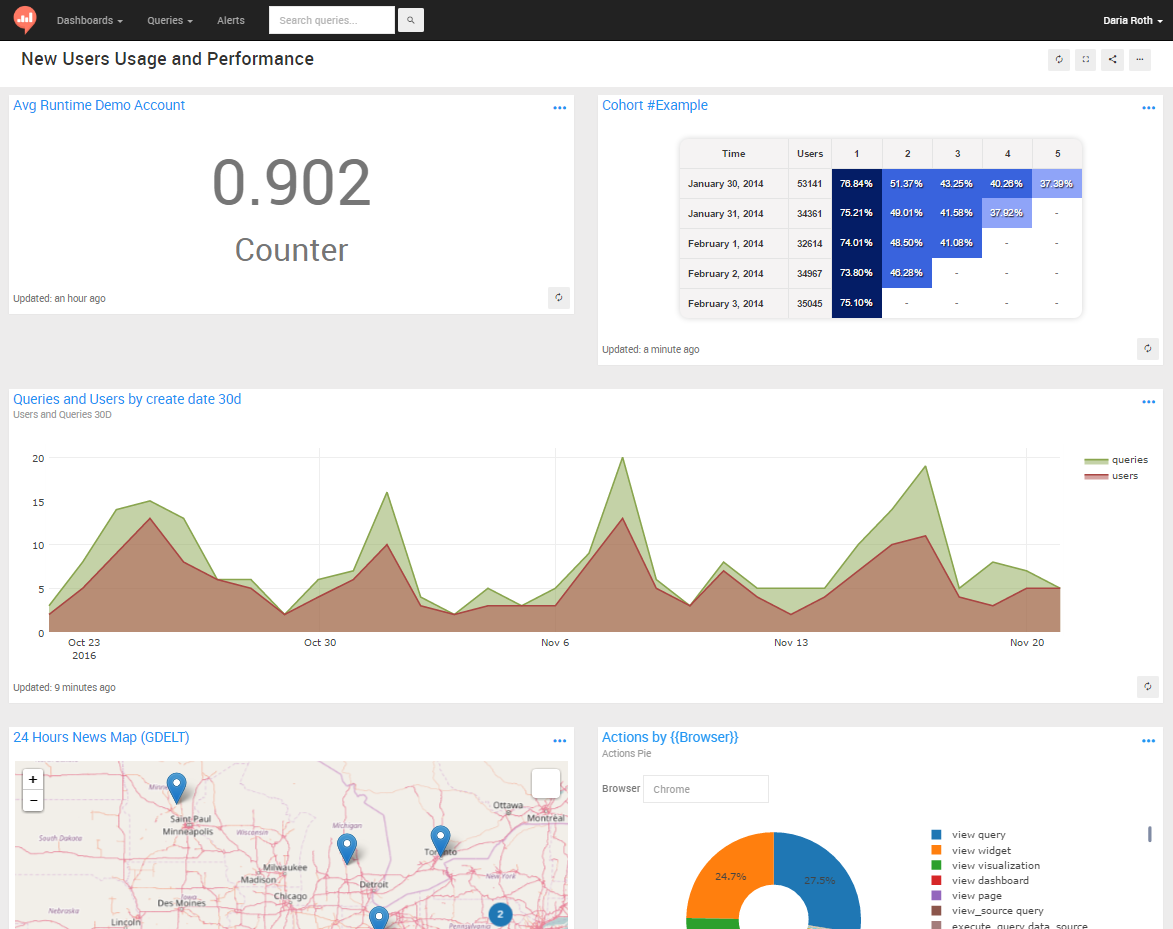 Dashboards Queries Alerts Search queries... Daria Roth
New Users Usage and Performance
Avg Runtime Demo Account
0.902
Counter
Updated: an hour ago
Cohort #Example
Time Users 1 2 3 4 5
January 30, 2014 53141 76.84% 51.37% 43.25% 40.26% 37.39%
January 31, 2014 34361 75.21% 49.01% 41.58% 37.92% -
February 1, 2014 32614 74.01% 48.50% 41.08% - -
February 2, 2014 34967 73.80% 46.28% - - -
February 3, 2014 35045 75.10% - - - -
Updated: a minute ago
Queries and Users by create date 30d
Users and Queries 30D
20
15
10
5
0
Oct 23 Oct 30 Nov 6 Nov 13 Nov 20
2016
queries
users
Updated: 9 minutes ago
24 Hours News Map (GDELT)
+
−
Saint Paul
Minneapolis
South Dakota
Wisconsin
Michigan
Ottawa
Montreal
Toronto
Milwaukee
Madison
Detroit
New York
Chicago
Iowa
Des Moines
Nebraska
Lincoln
Pennsylvania
2
Actions by {{Browser}}
Actions Pie
Browser Chrome
24.7%
27.5%
view query
view widget
view visualization
view dashboard
view page
view_source query
execute_query data_source